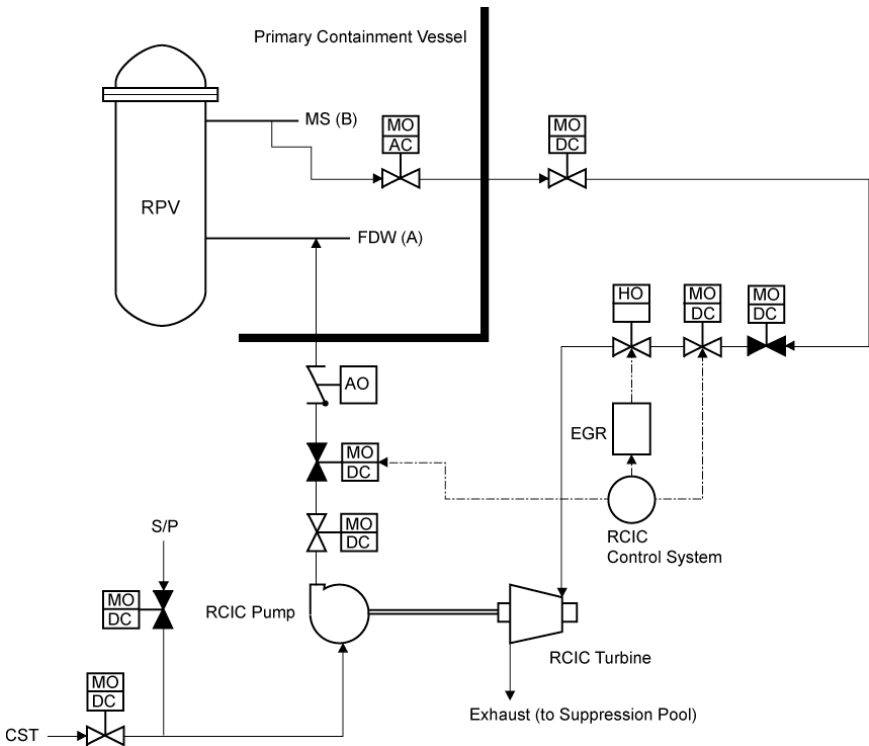 Primary Containment Vessel
MS (B)
MO
AC
MO
DC
RPV
FDW (A)
HO
MO
DC
MO
DC
AO
EGR
MO
DC
RCIC
Control System
S/P
MO
DC
MO
DC
RCIC Pump
RCIC Turbine
MO
DC
Exhaust (to Suppression Pool)
CST